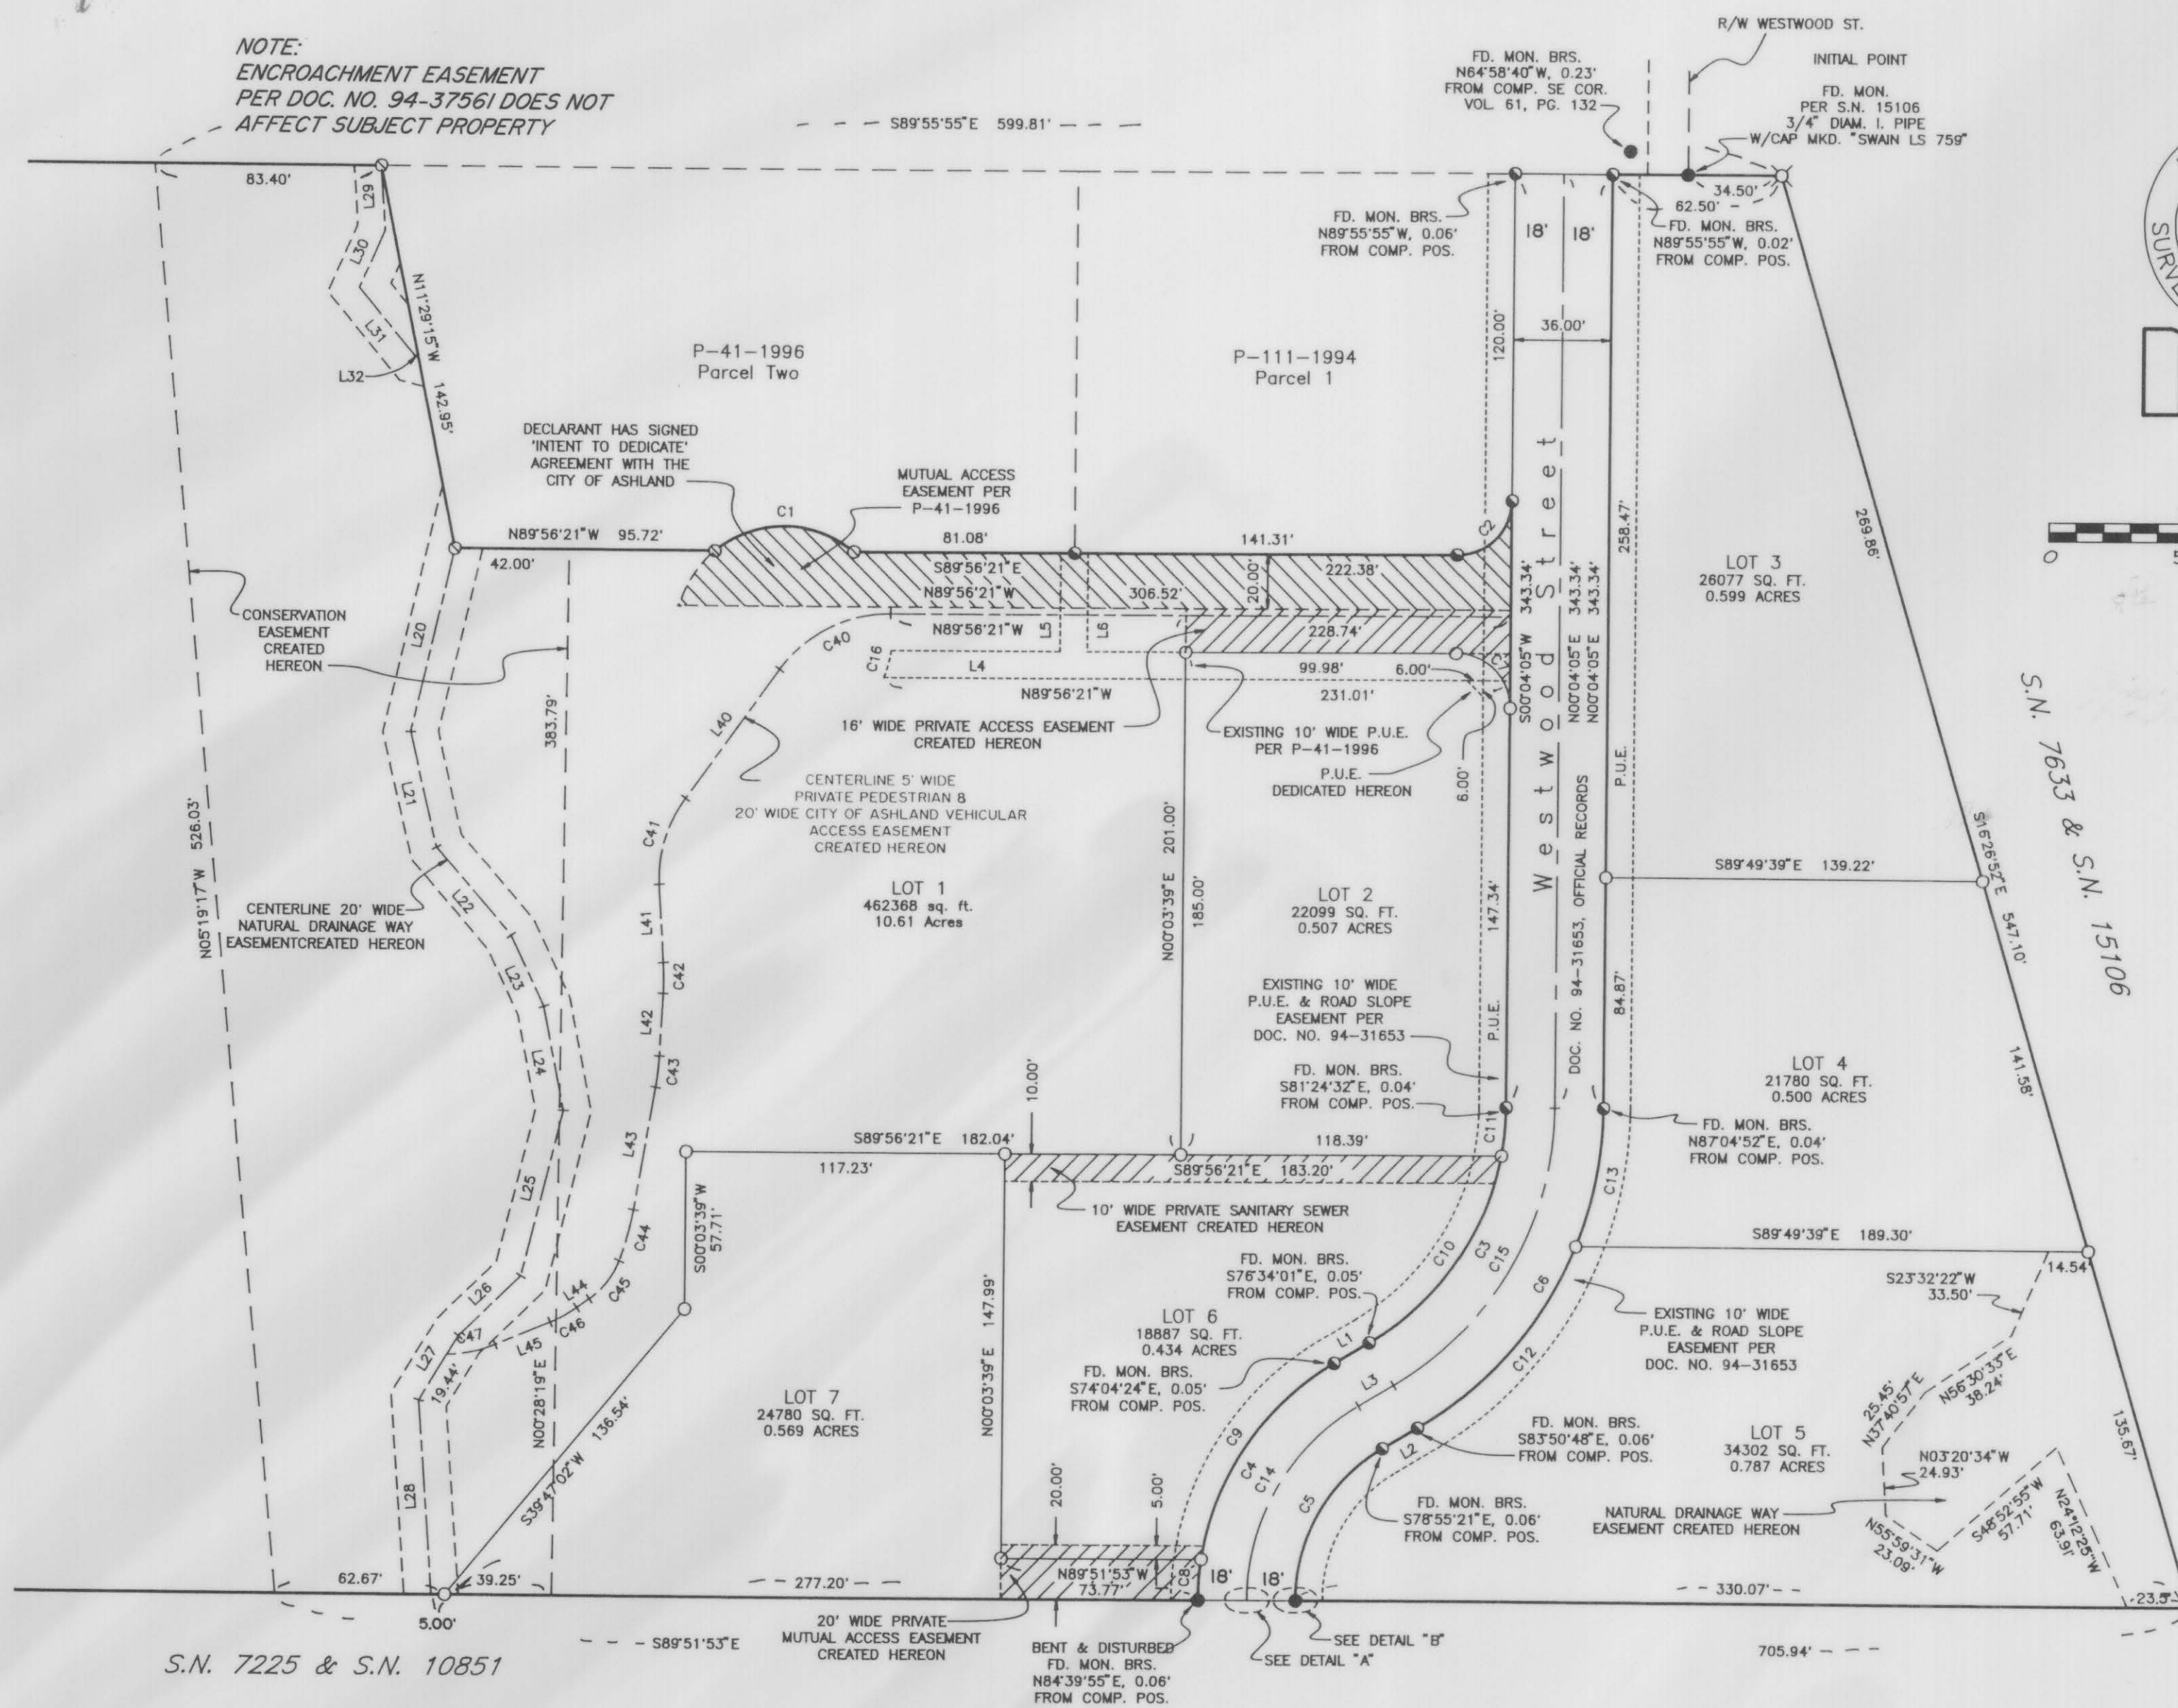 NOTE:
ENCROACHMENT EASEMENT
PER DOC. NO. 94-37561 DOES NOT
AFFECT SUBJECT PROPERTY
S89°55'55"E 599.81'
R/W WESTWOOD ST.
FD. MON. BRS.
N64°58'40"W, 0.23'
FROM COMP. SE COR.
VOL. 61, PG. 132
INITIAL POINT
FD. MON.
PER S.N. 15106
3/4" DIAM. I. PIPE
W/CAP MKD. "SWAIN LS 759"
83.40'
L29
L30
L31
L32
N11°29'15"W 142.95'
34.50'
62.50'
FD. MON. BRS.
N89°55'55"W, 0.06'
FROM COMP. POS.
18'
18'
FD. MON. BRS.
N89°55'55"W, 0.02'
FROM COMP. POS.
120.00'
36.00'
P-41-1996
Parcel Two
P-111-1994
Parcel 1
DECLARANT HAS SIGNED
'INTENT TO DEDICATE'
AGREEMENT WITH THE
CITY OF ASHLAND
MUTUAL ACCESS
EASEMENT PER
P-41-1996
C1
C2
N89°56'21"W 95.72'
42.00'
81.08'
141.31'
S89°56'21"E
222.38'
N89°56'21"W
306.52'
20.00'
N89°56'21"W
L5
L6
228.74'
C40
C16
L4
99.98'
6.00'
N89°56'21"W
231.01'
CONSERVATION
EASEMENT
CREATED
HEREON
L20
383.79'
L40
16' WIDE PRIVATE ACCESS EASEMENT
CREATED HEREON
EXISTING 10' WIDE P.U.E.
PER P-41-1996
P.U.E.
DEDICATED HEREON
6.00'
Westwood Street
S00°04'05"W 343.34'
N00°04'05"E 343.34'
N00°04'05"E 343.34'
258.47'
P.U.E.
LOT 3
26077 SQ. FT.
0.599 ACRES
269.86'
S.N. 7633 & S.N. 15106
0
SURVE
CENTERLINE 5' WIDE
PRIVATE PEDESTRIAN &
20' WIDE CITY OF ASHLAND VEHICULAR
ACCESS EASEMENT
CREATED HEREON
N05°19'17"W 526.03'
L21
C41
L22
CENTERLINE 20' WIDE
NATURAL DRAINAGE WAY
EASEMENTCREATED HEREON
LOT 1
462368 sq. ft.
10.61 Acres
N00°03'39"E 201.00'
185.00'
LOT 2
22099 SQ. FT.
0.507 ACRES
147.34'
P.U.E.
DOC. NO. 94-31653, OFFICIAL RECORDS
S89°49'39"E 139.22'
S16°26'52"E 547.10'
L23
L41
C42
L42
C43
L24
84.87'
EXISTING 10' WIDE
P.U.E. & ROAD SLOPE
EASEMENT PER
DOC. NO. 94-31653
FD. MON. BRS.
S81°24'32"E, 0.04'
FROM COMP. POS.
LOT 4
21780 SQ. FT.
0.500 ACRES
141.58'
FD. MON. BRS.
N87°04'52"E, 0.04'
FROM COMP. POS.
10.00'
L43
S89°56'21"E 182.04'
117.23'
118.39'
C11
S89°56'21"E 183.20'
C13
L25
S00°03'39"W
57.71'
10' WIDE PRIVATE SANITARY SEWER
EASEMENT CREATED HEREON
C44
C10
C3
C15
C6
S89°49'39"E 189.30'
14.54'
S23°32'22"W
33.50'
FD. MON. BRS.
S76°34'01"E, 0.05'
FROM COMP. POS.
L26
L44
C45
C46
C47
L45
L27
19.44'
N00°03'39"E 147.99'
LOT 6
18887 SQ. FT.
0.434 ACRES
L1
EXISTING 10' WIDE
P.U.E. & ROAD SLOPE
EASEMENT PER
DOC. NO. 94-31653
C12
L3
FD. MON. BRS.
S74°04'24"E, 0.05'
FROM COMP. POS.
N56°30'33"E
38.24'
25.45'
N37°40'57"E
N00°28'19"E
S39°47'02"W 136.54'
LOT 7
24780 SQ. FT.
0.569 ACRES
C9
L2
FD. MON. BRS.
S83°50'48"E, 0.06'
FROM COMP. POS.
LOT 5
34302 SQ. FT.
0.787 ACRES
135.67'
N03°20'34"W
24.93'
L28
20.00'
5.00'
C4
C14
C5
FD. MON. BRS.
S78°55'21"E, 0.06'
FROM COMP. POS.
NATURAL DRAINAGE WAY
EASEMENT CREATED HEREON
N55°59'31"W
23.09'
S48°52'55"W
57.71'
N24°12'25"W
63.91'
62.67'
39.25'
277.20'
N89°51'53"W
73.77'
C8
18'
18'
330.07'
5.00'
S89°51'53"E
20' WIDE PRIVATE
MUTUAL ACCESS EASEMENT
CREATED HEREON
BENT & DISTURBED
FD. MON. BRS.
N84°39'55"E, 0.06'
FROM COMP. POS.
SEE DETAIL "A"
SEE DETAIL "B"
705.94'
S.N. 7225 & S.N. 10851